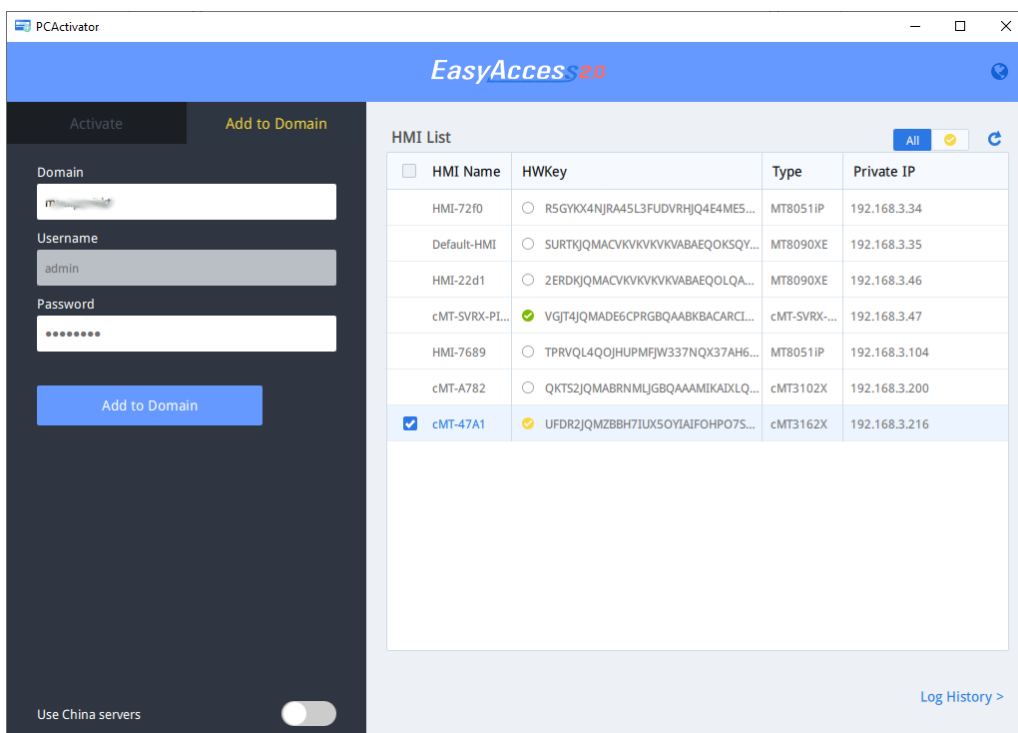 PCActivator
EasyAccess2.0
Activate
Add to Domain
Domain
Username
admin
Password
Add to Domain
Use China servers
HMI List
All
HMI Name HWKey Type Private IP
HMI-72f0 R5GYKX4NJRA45L3FUDVRHJQ4E4ME5... MT8051iP 192.168.3.34
Default-HMI SURTKJQMACVKVKVKVKVABAEQOKSQY... MT8090XE 192.168.3.35
HMI-22d1 2ERDKJQMACVKVKVKVKVABAEQOLQA... MT8090XE 192.168.3.46
cMT-SVRX-PI... VGJT4JQMADE6CPRGBQAABKBACARCI... cMT-SVRX-... 192.168.3.47
HMI-7689 TPRVQL4QOJHUPMFJW337NQX37AH6... MT8051iP 192.168.3.104
cMT-A782 QKTS2JQMABRNMLJGBQAAAMIKAIXLQ... cMT3102X 192.168.3.200
cMT-47A1 UFDR2JQMZBBH7IUX5OYIAIFOHPO7S... cMT3162X 192.168.3.216
Log History >